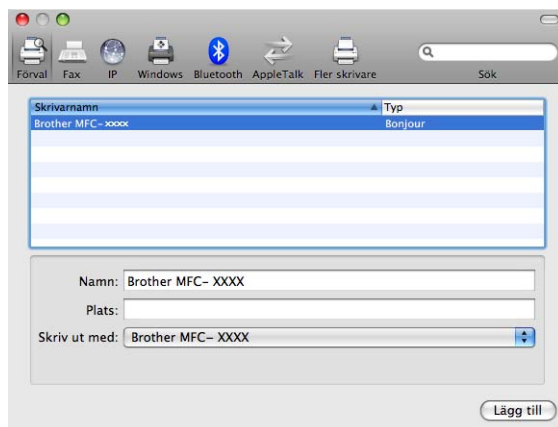 Förval Fax IP Windows Bluetooth AppleTalk Fler skrivare Sök
Skrivarnamn Typ
Brother MFC-xxxx Bonjour
Namn: Brother MFC- XXXX
Plats:
Skriv ut med: Brother MFC- XXXX
Lägg till